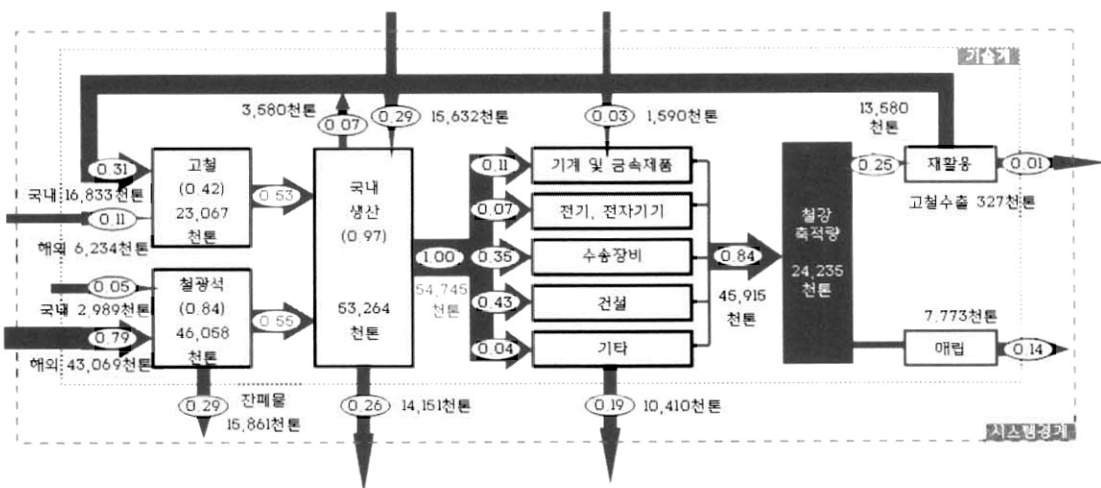 기술계
3,580천톤
0.07
0.29
15,632천톤
0.03
1,590천톤
13,580
천톤
0.31
국내 16,833천톤
0.11
해외 6,234천톤
고철
(0.42)
23,067
천톤
0.53
0.05
국내 2,989천톤
0.79
해외 43,069천톤
철광석
(0.84)
46,058
천톤
0.55
0.29
잔폐물
15,861천톤
국내
생산
(0.97)
53,264
천톤
0.26
14,151천톤
1.00
54,745
천톤
0.11
기계 및 금속제품
0.07
전기, 전자기기
0.35
수송장비
0.43
건설
0.04
기타
0.19
10,410천톤
0.84
45,915
천톤
철강
축적량
24,235
천톤
0.25
재활용
0.01
고철수출 327천톤
7.773천톤
매립
0.14
시스템경계